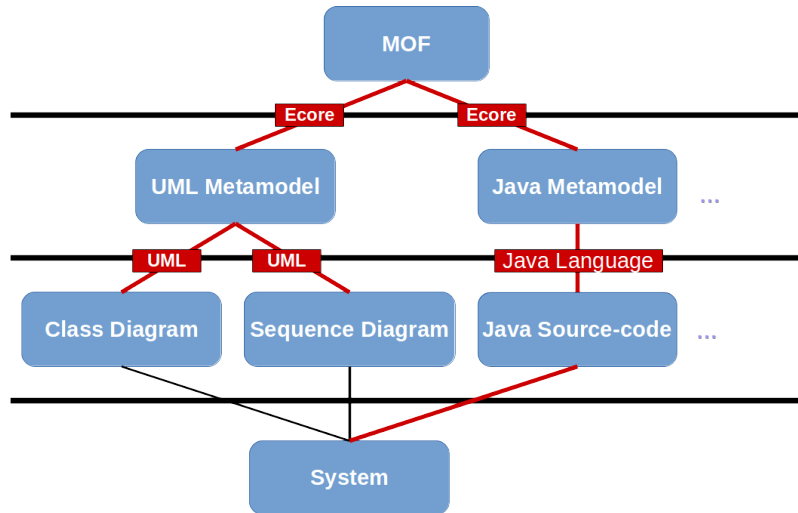 MOF
Ecore
Ecore
UML Metamodel
Java Metamodel
...
UML
UML
Java Language
Class Diagram
Sequence Diagram
Java Source-code
...
System